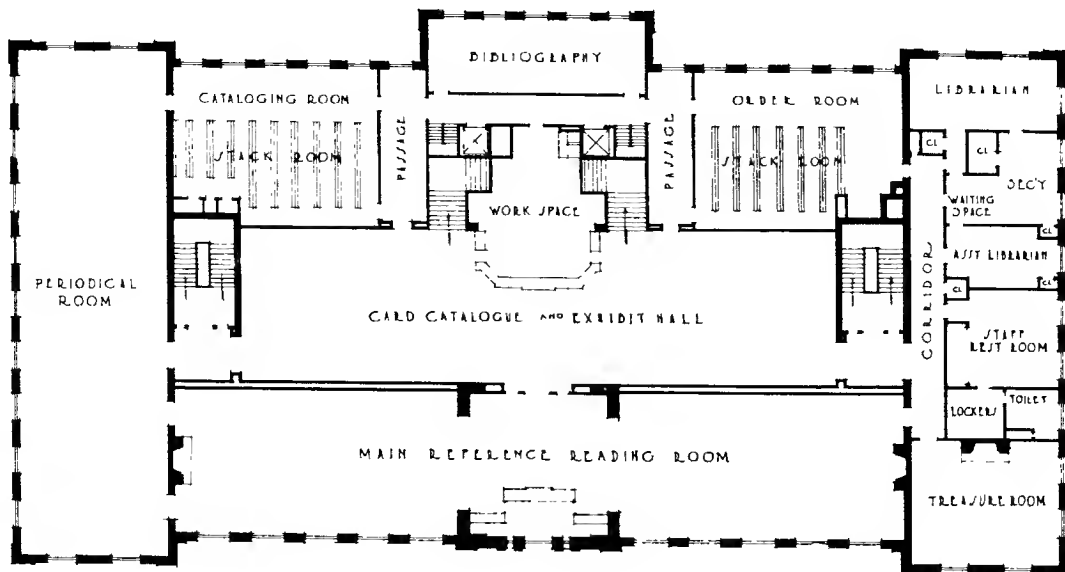 BIBLIOGRAPHY
CATALOGING ROOM
STACK ROOM
PASSAGE
PASSAGE
ORDER ROOM
STACK ROOM
LIBRARIAN
CL
CL
SEC'Y
WAITING
SPACE
CL
WORK SPACE
ASST LIBRARIAN
CL
CL
CORRIDOR
PERIODICAL
ROOM
CARD CATALOGUE AND EXHIBIT HALL
STAFF
REST ROOM
LOCKERS
TOILET
MAIN REFERENCE READING ROOM
TREASURE ROOM